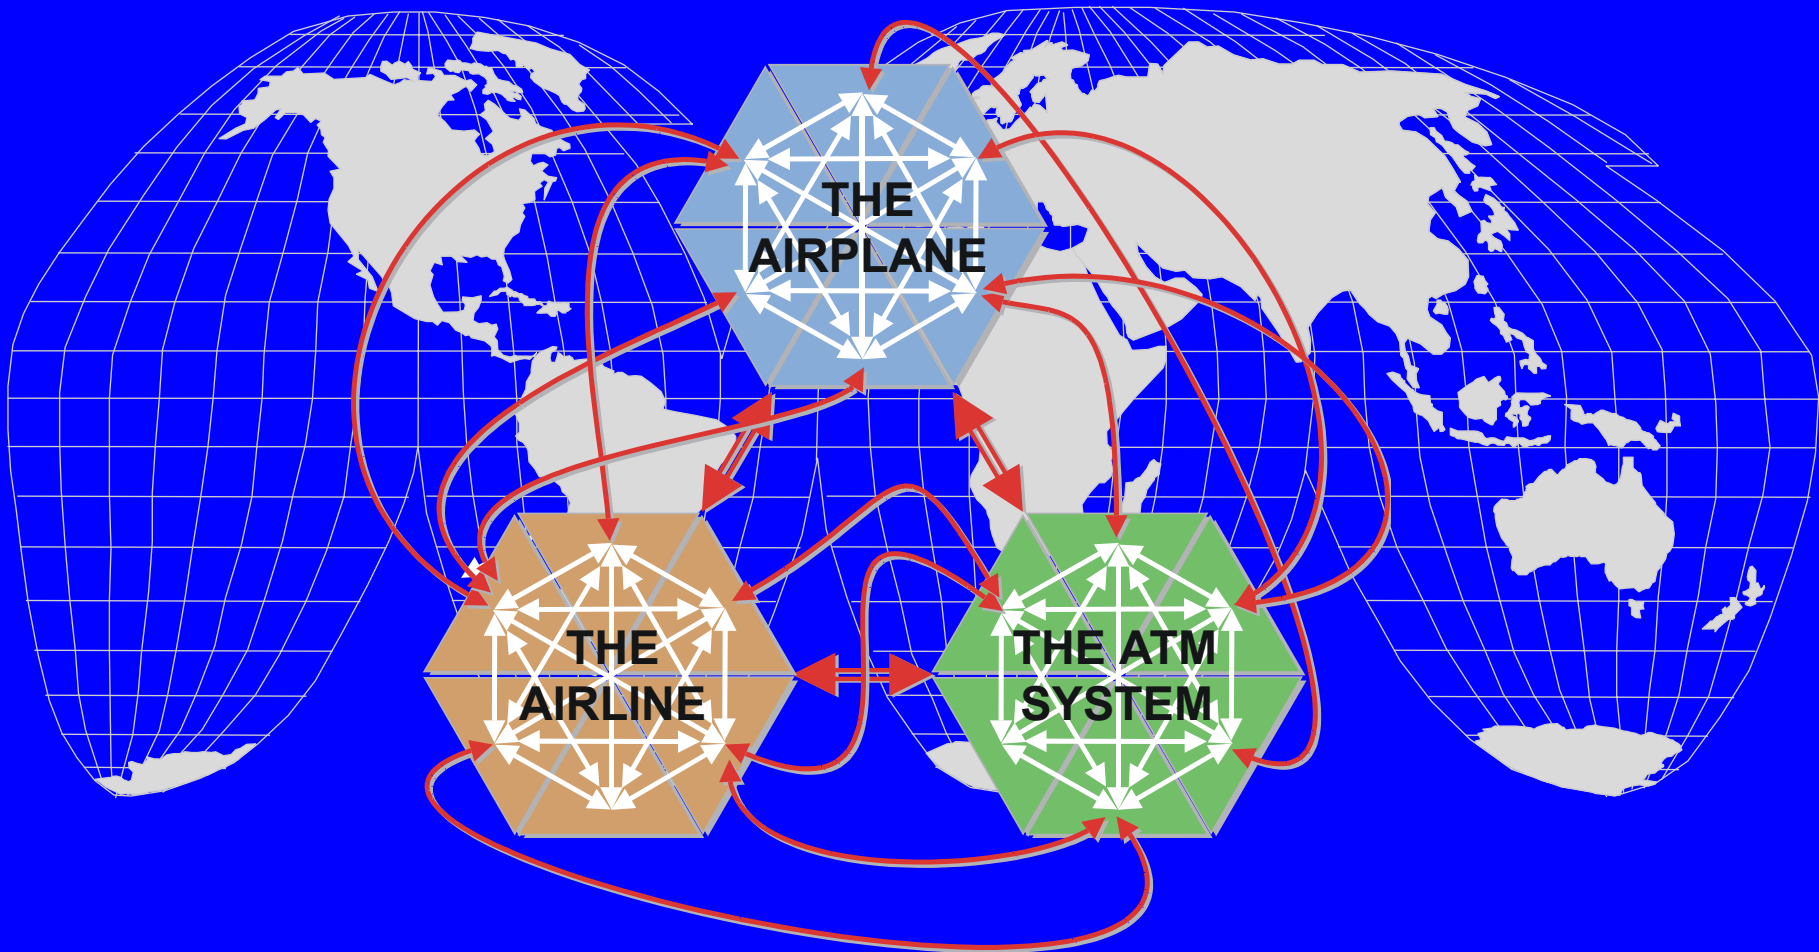 THE
AIRPLANE
THE
AIRLINE
THE ATM
SYSTEM